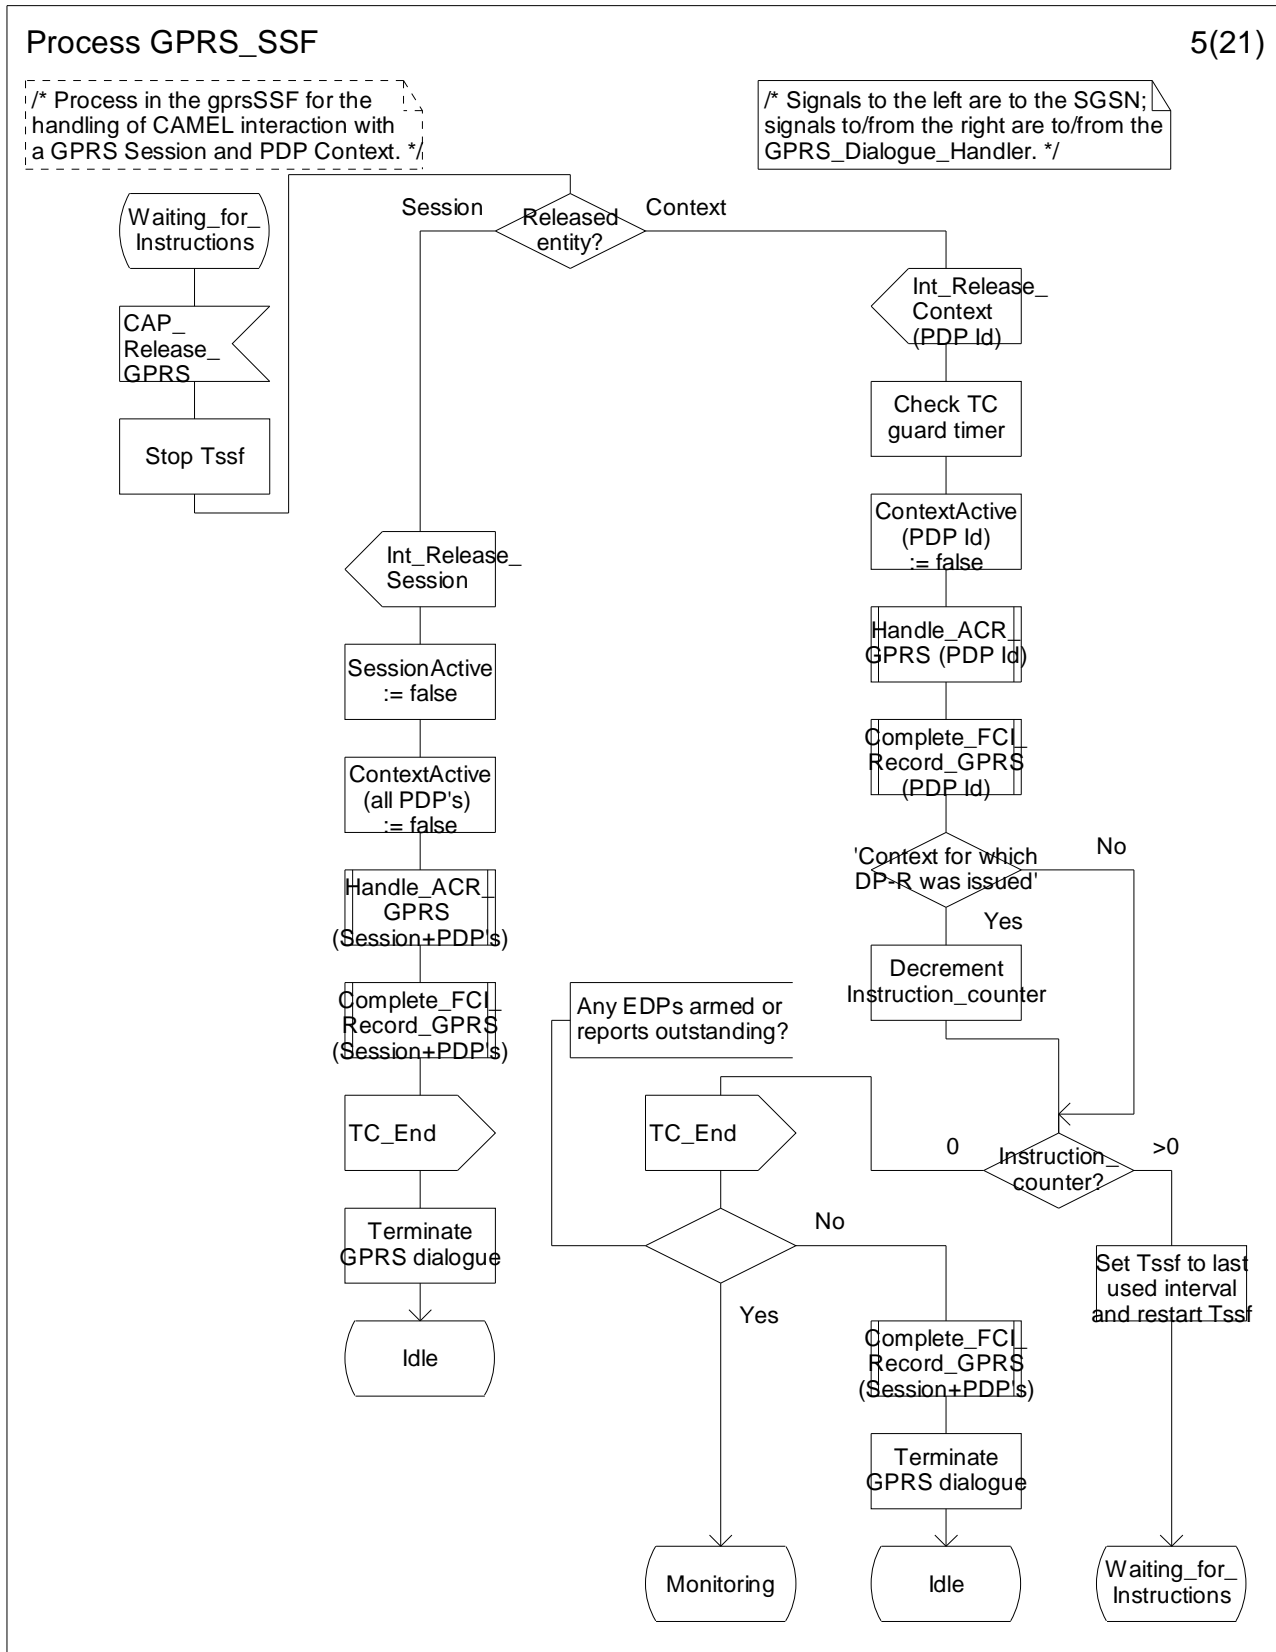 Process GPRS_SSF
5(21)
/* Process in the gprsSSF for the
handling of CAMEL interaction with
a GPRS Session and PDP Context. */
/* Signals to the left are to the SGSN;
signals to/from the right are to/from the
GPRS_Dialogue_Handler. */
Waiting_for_
Instructions
CAP_
Release_
GPRS
Stop Tssf
Session
Released
entity?
Context
Int_Release_
Session
SessionActive
:= false
ContextActive
(all PDP's)
:= false
Handle_ACR_
GPRS
(Session+PDP's)
Complete_FCI_
Record_GPRS
(Session+PDP's)
TC_End
Terminate
GPRS dialogue
Idle
Int_Release_
Context
(PDP Id)
Check TC
guard timer
ContextActive
(PDP Id)
:= false
Handle_ACR_
GPRS (PDP Id)
Complete_FCI_
Record_GPRS
(PDP Id)
'Context for which
DP-R was issued'
No
Yes
Decrement
Instruction_counter
Any EDPs armed or
reports outstanding?
TC_End
0
Instruction_
counter?
>0
No
Yes
Set Tssf to last
used interval
and restart Tssf
Complete_FCI_
Record_GPRS
(Session+PDP's)
Terminate
GPRS dialogue
Monitoring
Idle
Waiting_for_
Instructions